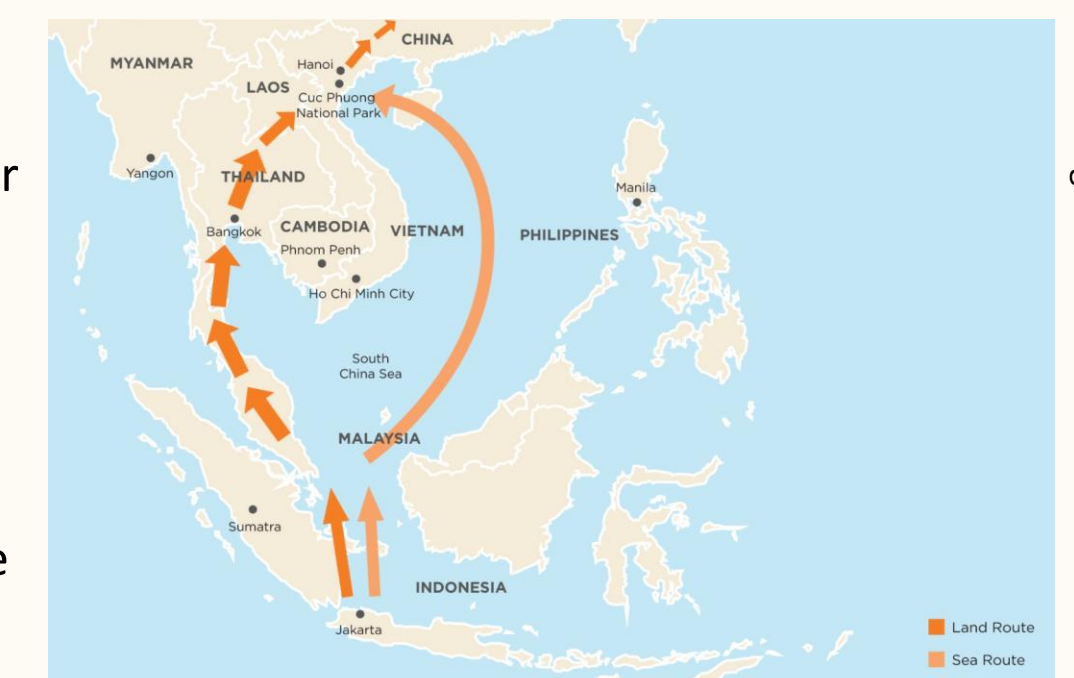 CHINA
MYANMAR
Hanoi
LAOS
Cuc Phuong
National Park
r
Yangon
THAILAND
Manila
Bangkok
CAMBODIA
VIETNAM
PHILIPPINES
Phnom Penh
Ho Chi Minh City
South
China Sea
MALAYSIA
Sumatra
e
INDONESIA
Jakarta
Land Route
Sea Route